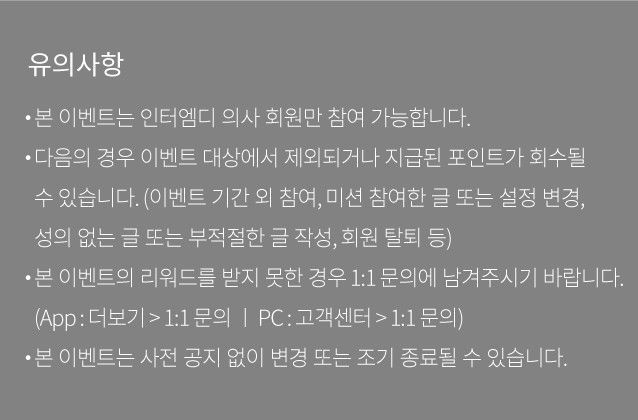 유의사항
• 본 이벤트는 인터엠디 의사 회원만 참여 가능합니다.
• 다음의 경우 이벤트 대상에서 제외되거나 지급된 포인트가 회수될
수 있습니다. (이벤트 기간 외 참여, 미션 참여한 글 또는 설정 변경,
성의 없는 글 또는 부적절한 글 작성, 회원 탈퇴 등)
• 본 이벤트의 리워드를 받지 못한 경우 1:1 문의에 남겨주시기 바랍니다.
(App : 더보기 > 1:1 문의 ㅣ PC : 고객센터 > 1:1 문의)
• 본 이벤트는 사전 공지 없이 변경 또는 조기 종료될 수 있습니다.